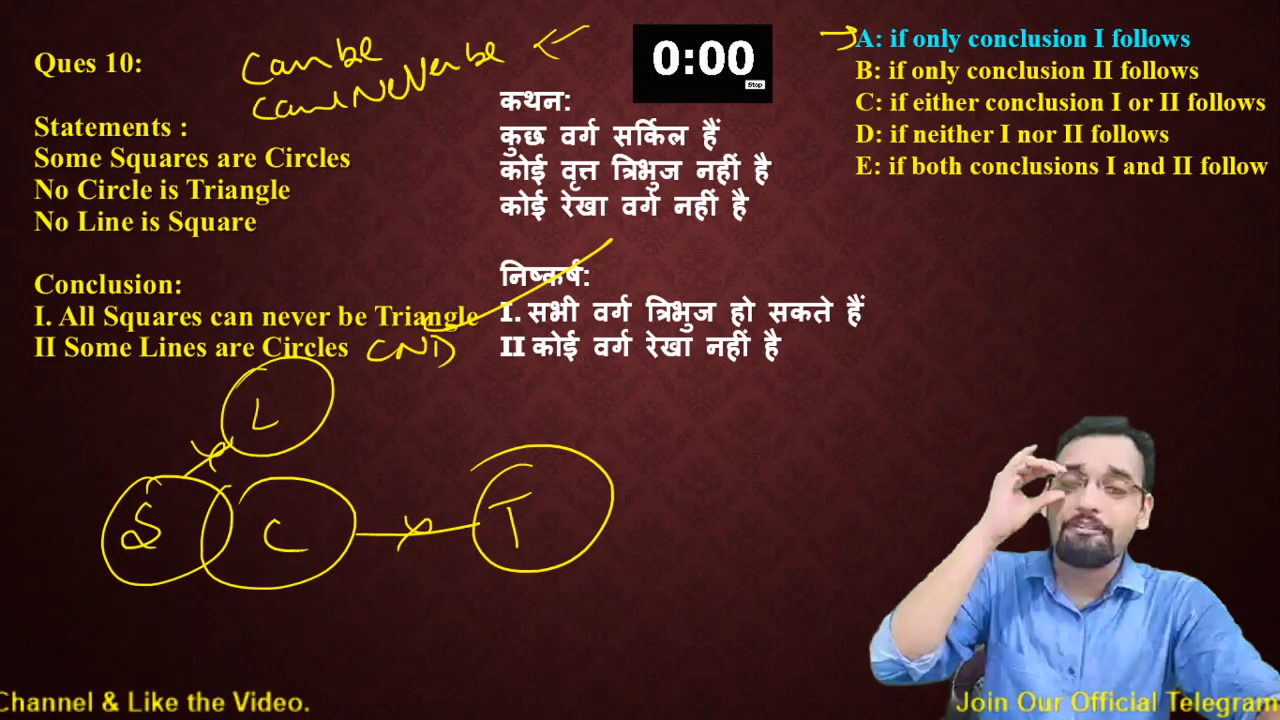 Ques 10:
Can be
Can Never be
0:00
Stop
A: if only conclusion I follows
B: if only conclusion II follows
C: if either conclusion I or II follows
D: if neither I nor II follows
E: if both conclusions I and II follow
Statements :
Some Squares are Circles
No Circle is Triangle
No Line is Square
Conclusion:
I. All Squares can never be Triangle
II Some Lines are Circles CND
कथन:
कुछ वर्ग सर्किल हैं
कोई वृत्त त्रिभुज नहीं है
कोई रेखा वर्ग नहीं है
निष्कर्ष:
I. सभी वर्ग त्रिभुज हो सकते हैं
II कोई वर्ग रेखा नहीं है
L
S
C
T
Channel & Like the Video.
Join Our Official Telegram